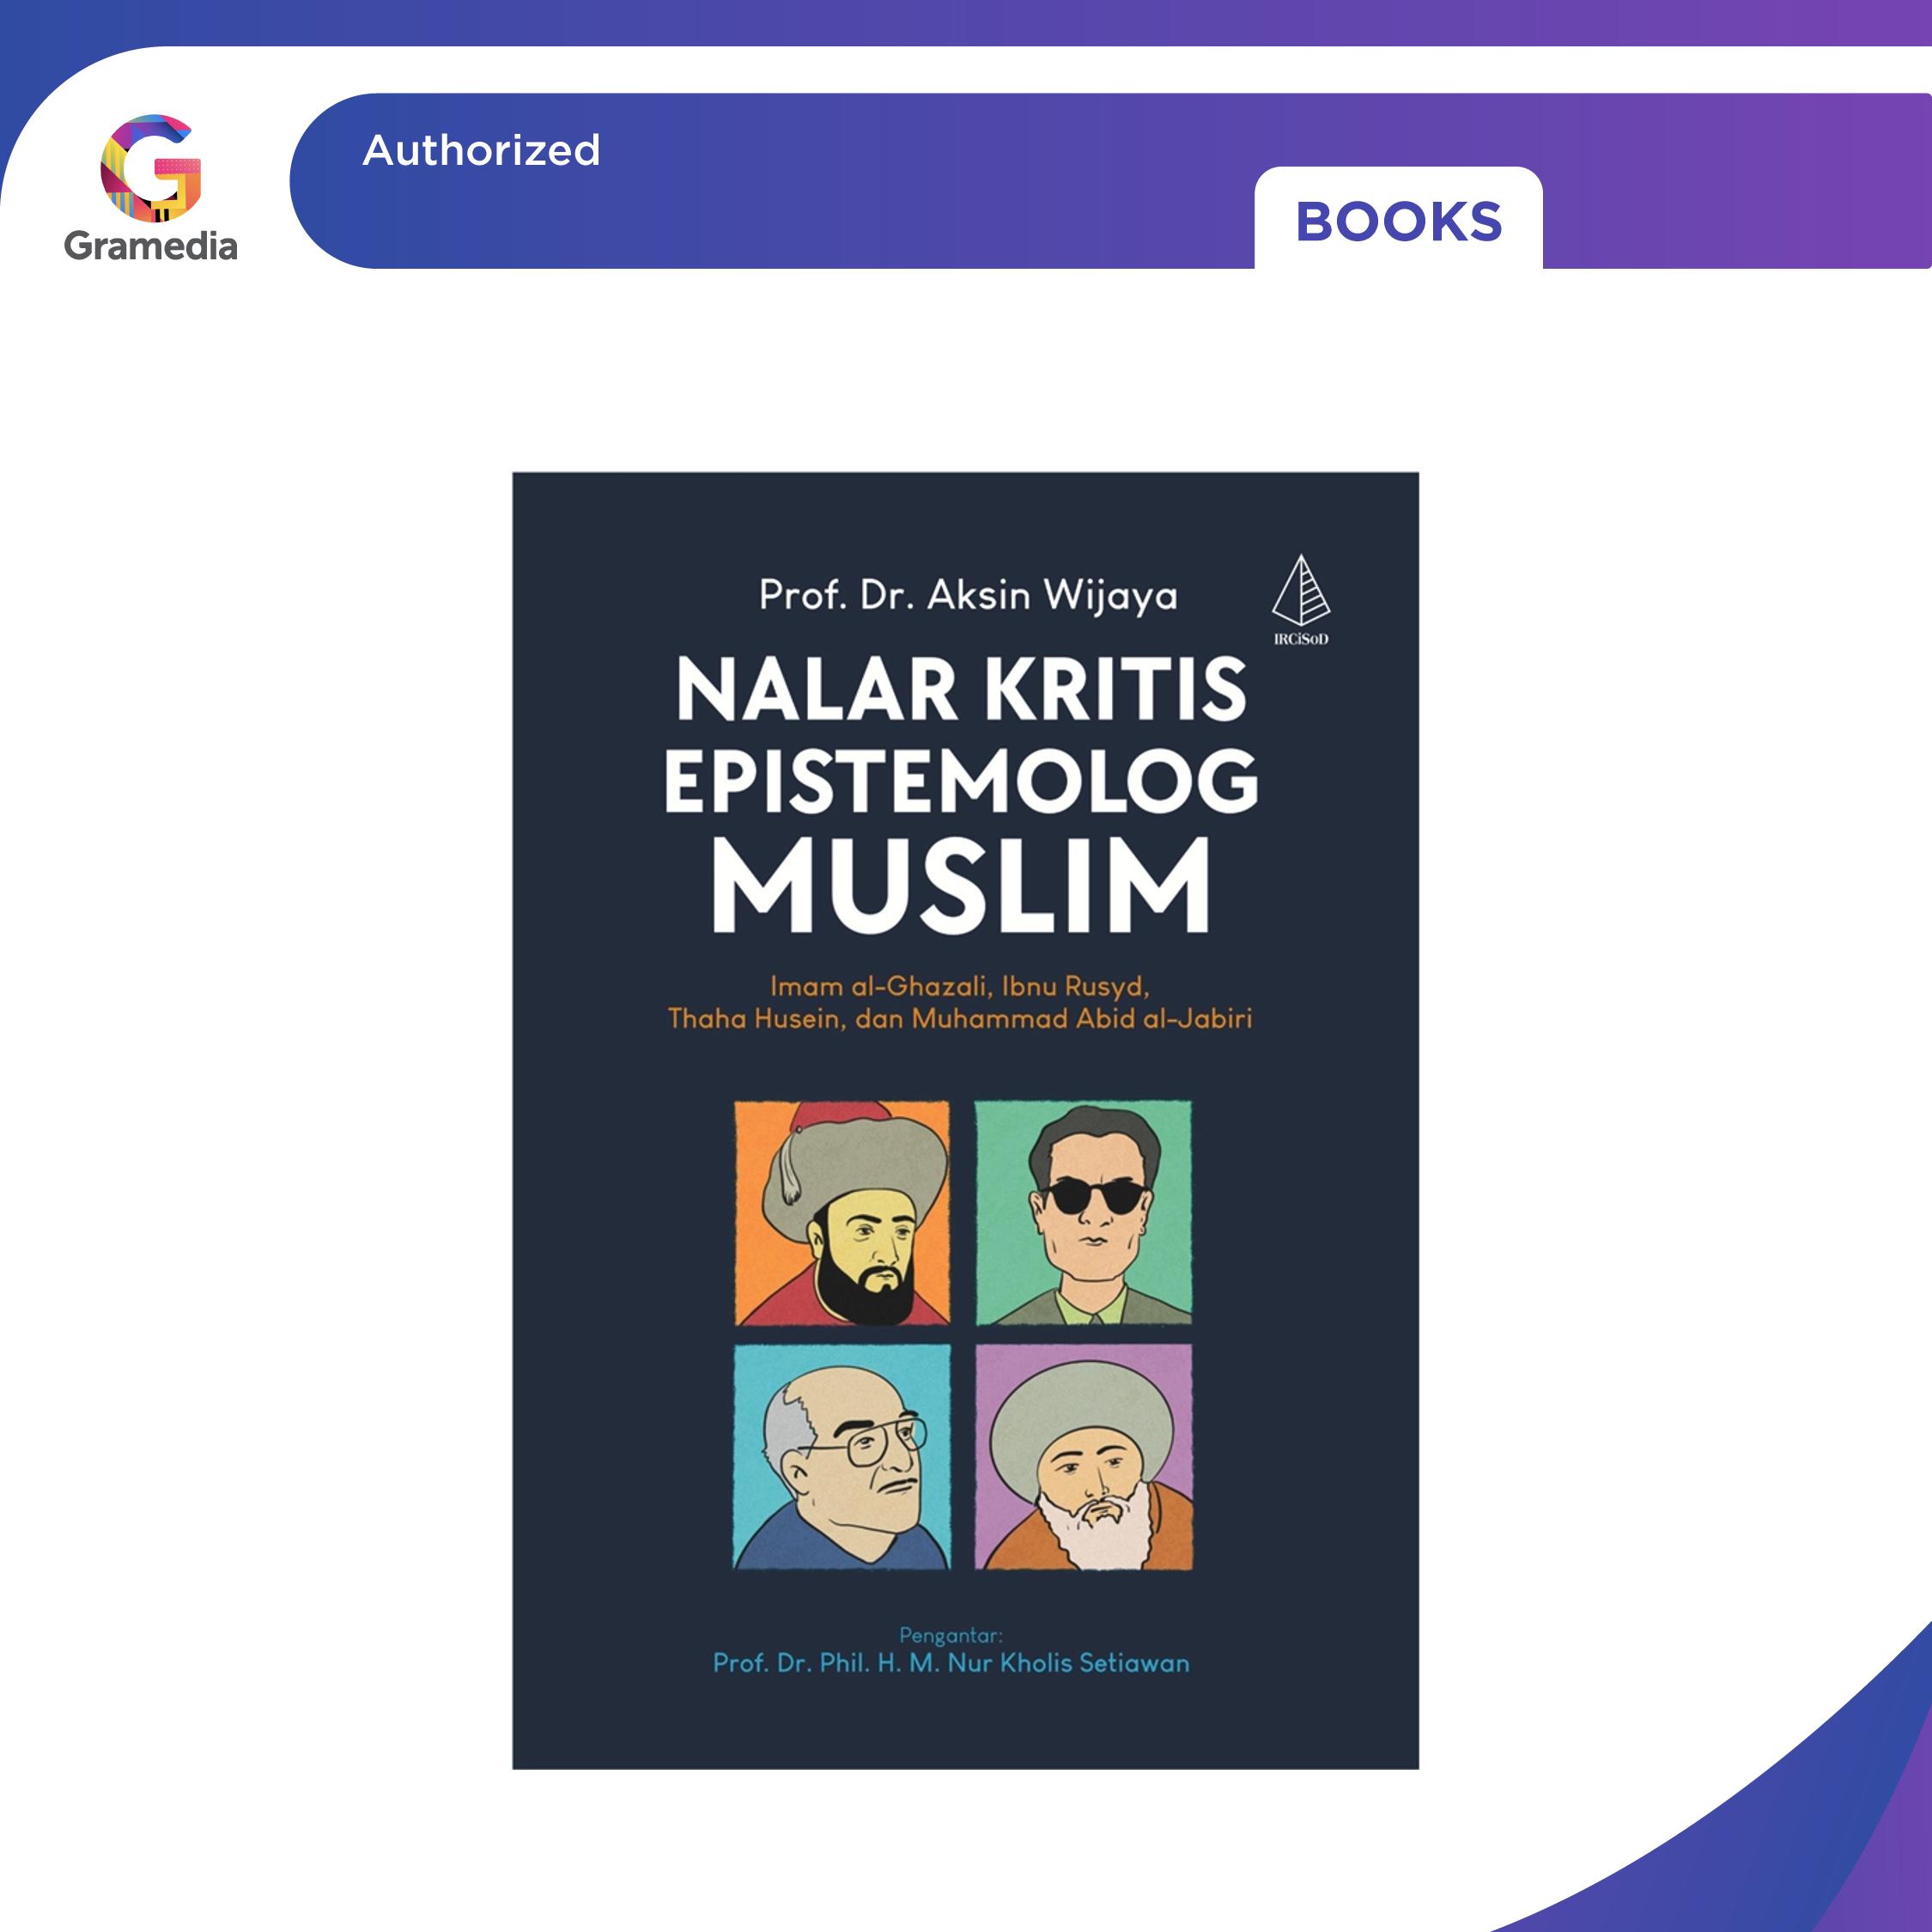 Gramedia
Authorized
BOOKS
Prof. Dr. Aksin Wijaya
IRCiSoD
NALAR KRITIS
EPISTEMOLOG
MUSLIM
Imam al-Ghazali, Ibnu Rusyd,
Thaha Husein, dan Muhammad Abid al-Jabiri
Pengantar:
Prof. Dr. Phil. H. M. Nur Kholis Setiawan